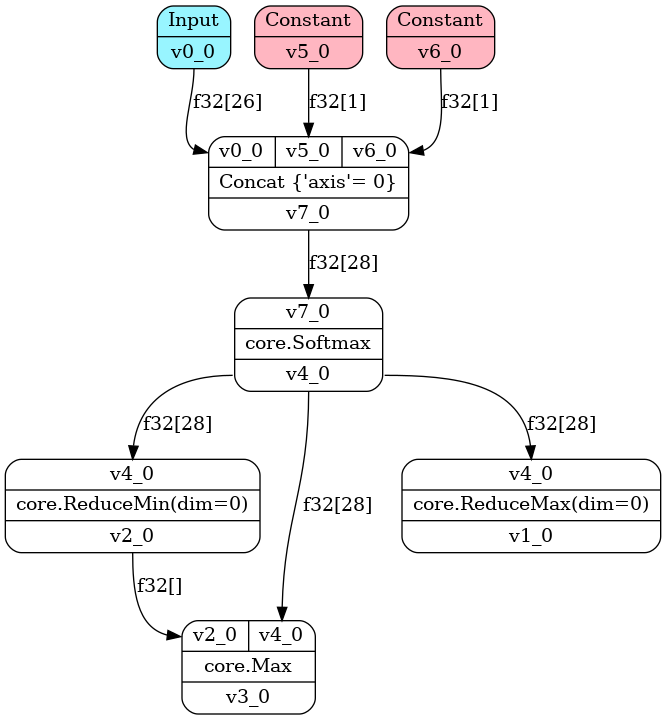 Input
v0_0
Constant
v5_0
Constant
v6_0
f32[26]
f32[1]
f32[1]
v0_0 v5_0 v6_0
Concat {'axis'= 0}
v7_0
f32[28]
v7_0
core.Softmax
v4_0
f32[28]
f32[28]
f32[28]
v4_0
core.ReduceMin(dim=0)
v2_0
v4_0
core.ReduceMax(dim=0)
v1_0
f32[]
v2_0 v4_0
core.Max
v3_0